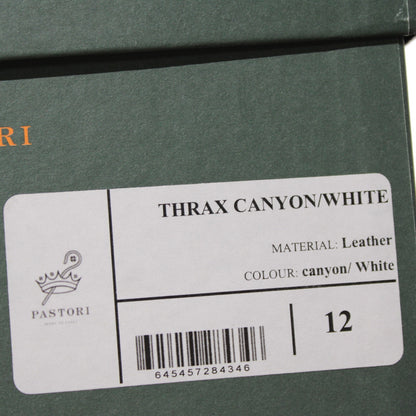 RI
THRAX CANYON/WHITE
MATERIAL: Leather
COLOUR: canyon/ White
PASTORI
12
645457284346